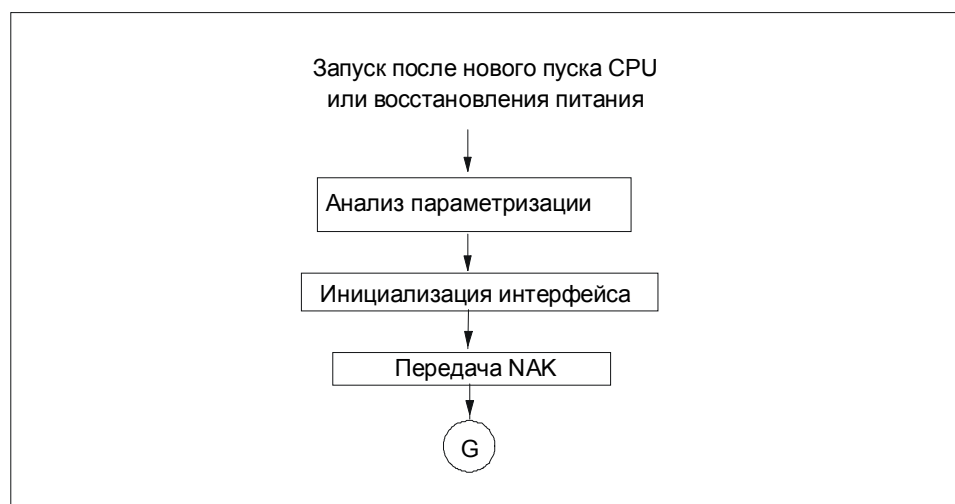 Запуск после нового пуска CPU
или восстановления питания
Анализ параметризации
Инициализация интерфейса
Передача NAK
G